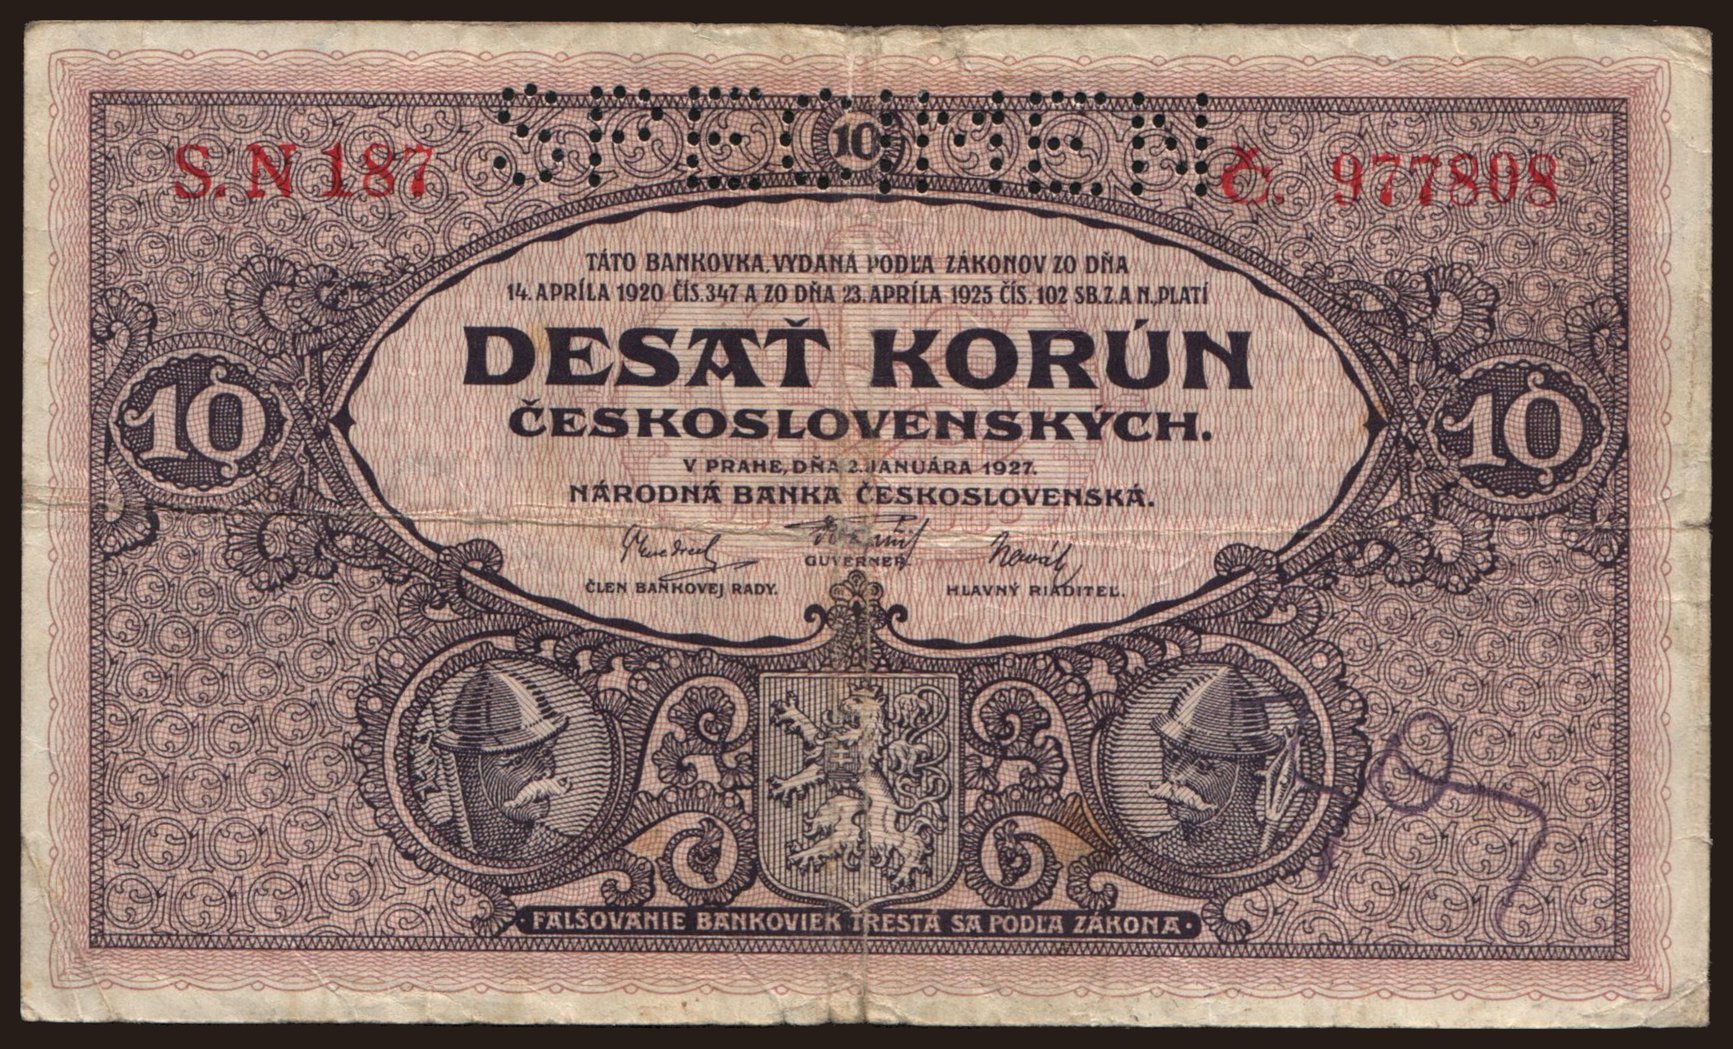 SPECIMEN
S. N 187
10
Č. 977808
TÁTO BANKOVKA, VYDANÁ PODĽA ZÁKONOV ZO DŇA
14. APRÍLA 1920 ČÍS. 347 A ZO DŇA 23. APRÍLA 1925 ČÍS. 102 SB. Z. A N., PLATÍ
DESAŤ KORÚN
ČESKOSLOVENSKÝCH.
10
10
V PRAHE, DŇA 2. JANUÁRA 1927.
NÁRODNÁ BANKA ČESKOSLOVENSKÁ.
GUVERNER.
ČLEN BANKOVEJ RADY.
HLAVNÝ RIADITEĽ.
· FALŠOVANIE BANKOVIEK TRESTÁ SA PODĽA ZÁKONA ·